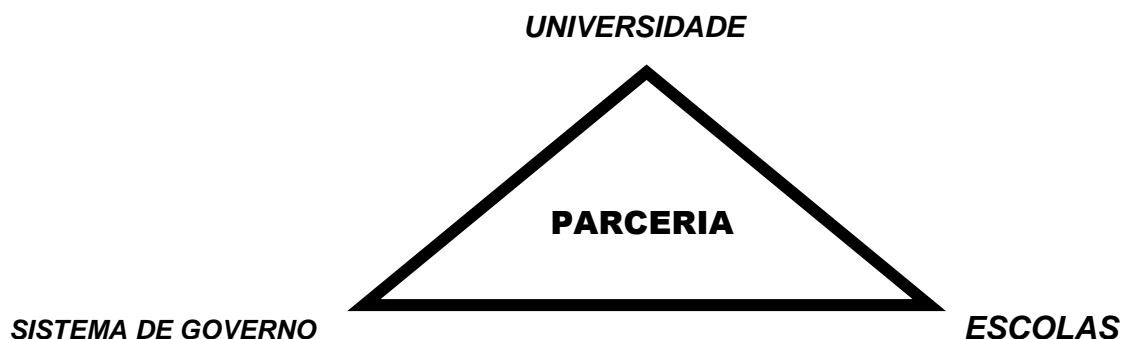 UNIVERSIDADE
PARCERIA
SISTEMA DE GOVERNO
ESCOLAS